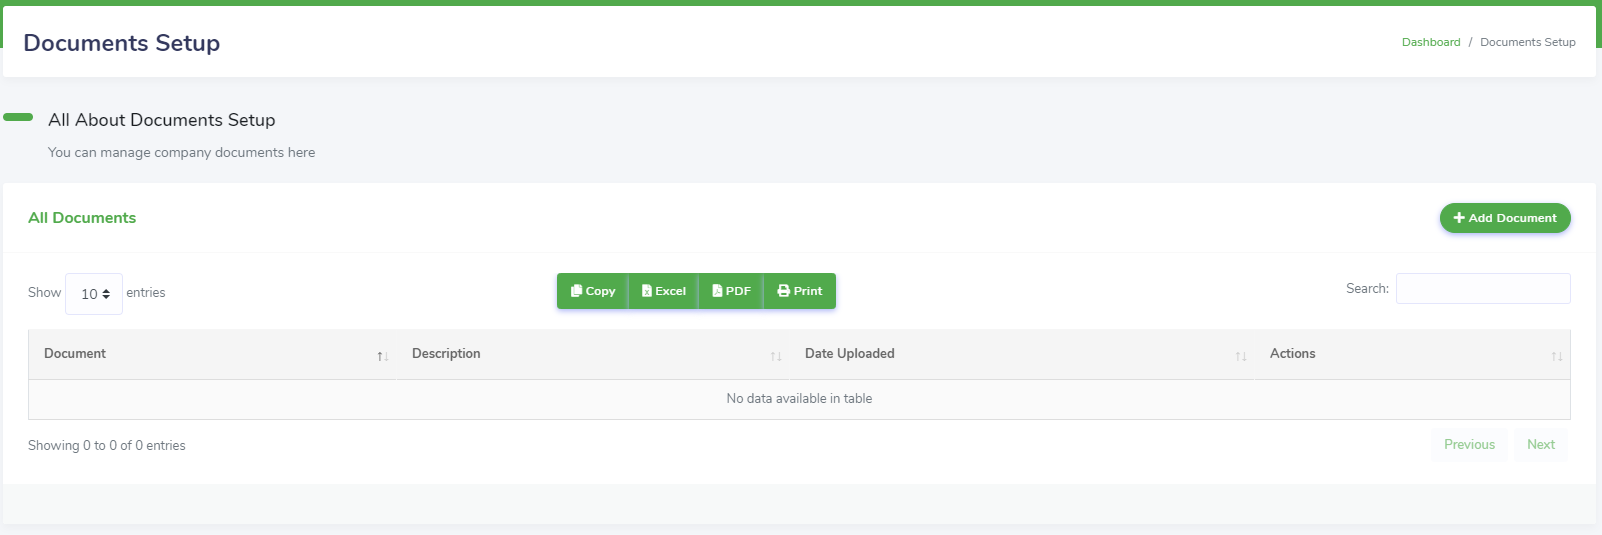 Documents Setup
Dashboard / Documents Setup
All About Documents Setup
You can manage company documents here
All Documents
Add Document
Show 10 entries
Copy Excel PDF Print
Search:
Document Description Date Uploaded Actions
No data available in table
Showing 0 to 0 of 0 entries
Previous Next